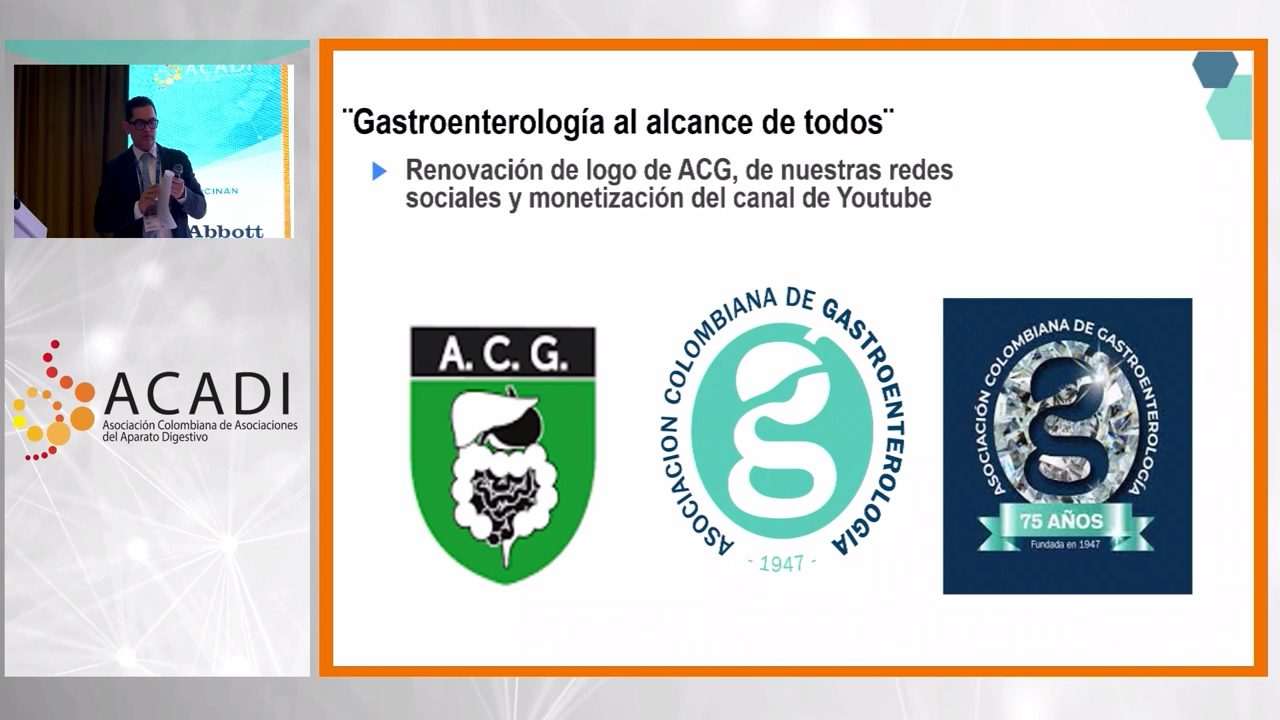 ACADI
CINAN
Abbott
ACADI
Asociación Colombiana de Asociaciones
del Aparato Digestivo
¨Gastroenterología al alcance de todos¨
Renovación de logo de ACG, de nuestras redes
sociales y monetización del canal de Youtube
A. C. G.
ASOCIACION COLOMBIANA DE GASTROENTEROLOGIA
- 1947 -
ASOCIACIÓN COLOMBIANA DE GASTROENTEROLOGÍA
75 AÑOS
Fundada en 1947